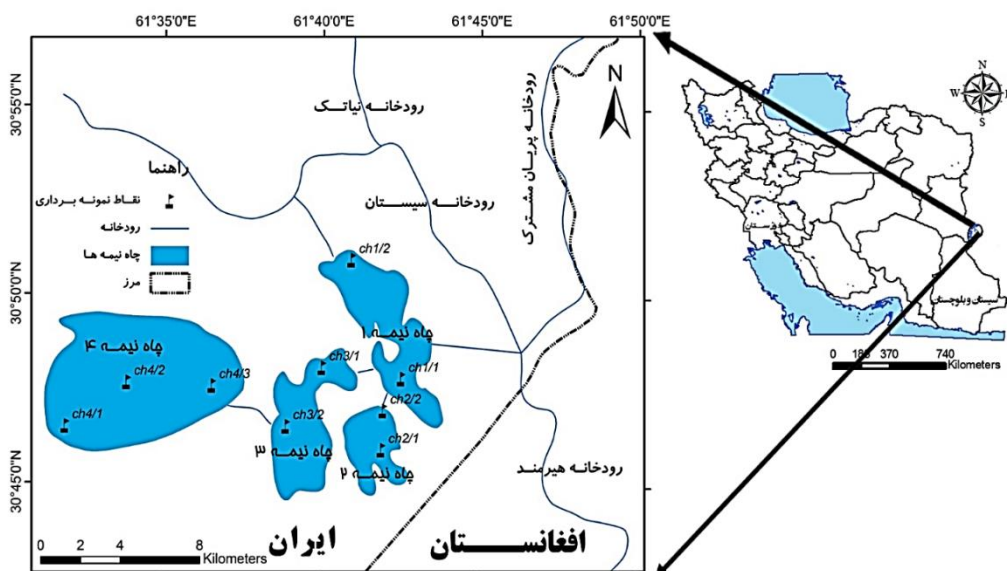 61°35'0"E
61°40'0"E
61°45'0"E
61°50'0"E
30°55'0"N
30°50'0"N
30°45'0"N
N
رودخانه نیاتک
رودخانه پریان مشترک
راهنما
نقاط نمونه برداری
رودخانه
چاه نیمه ها
مرز
رودخانه سیستان
ch1/2
چاه نیمه ۱
ch1/1
ch3/1
چاه نیمه ۴
ch4/2
ch4/3
ch4/1
ch2/2
ch3/2
ch2/1
چاه نیمه ۳
چاه نیمه ۲
رودخانه هیرمند
ایران
افغانستان
0 2 4 8
Kilometers
N
W
S
سیستان و بلوچستان
0 185 370 740
Kilometers